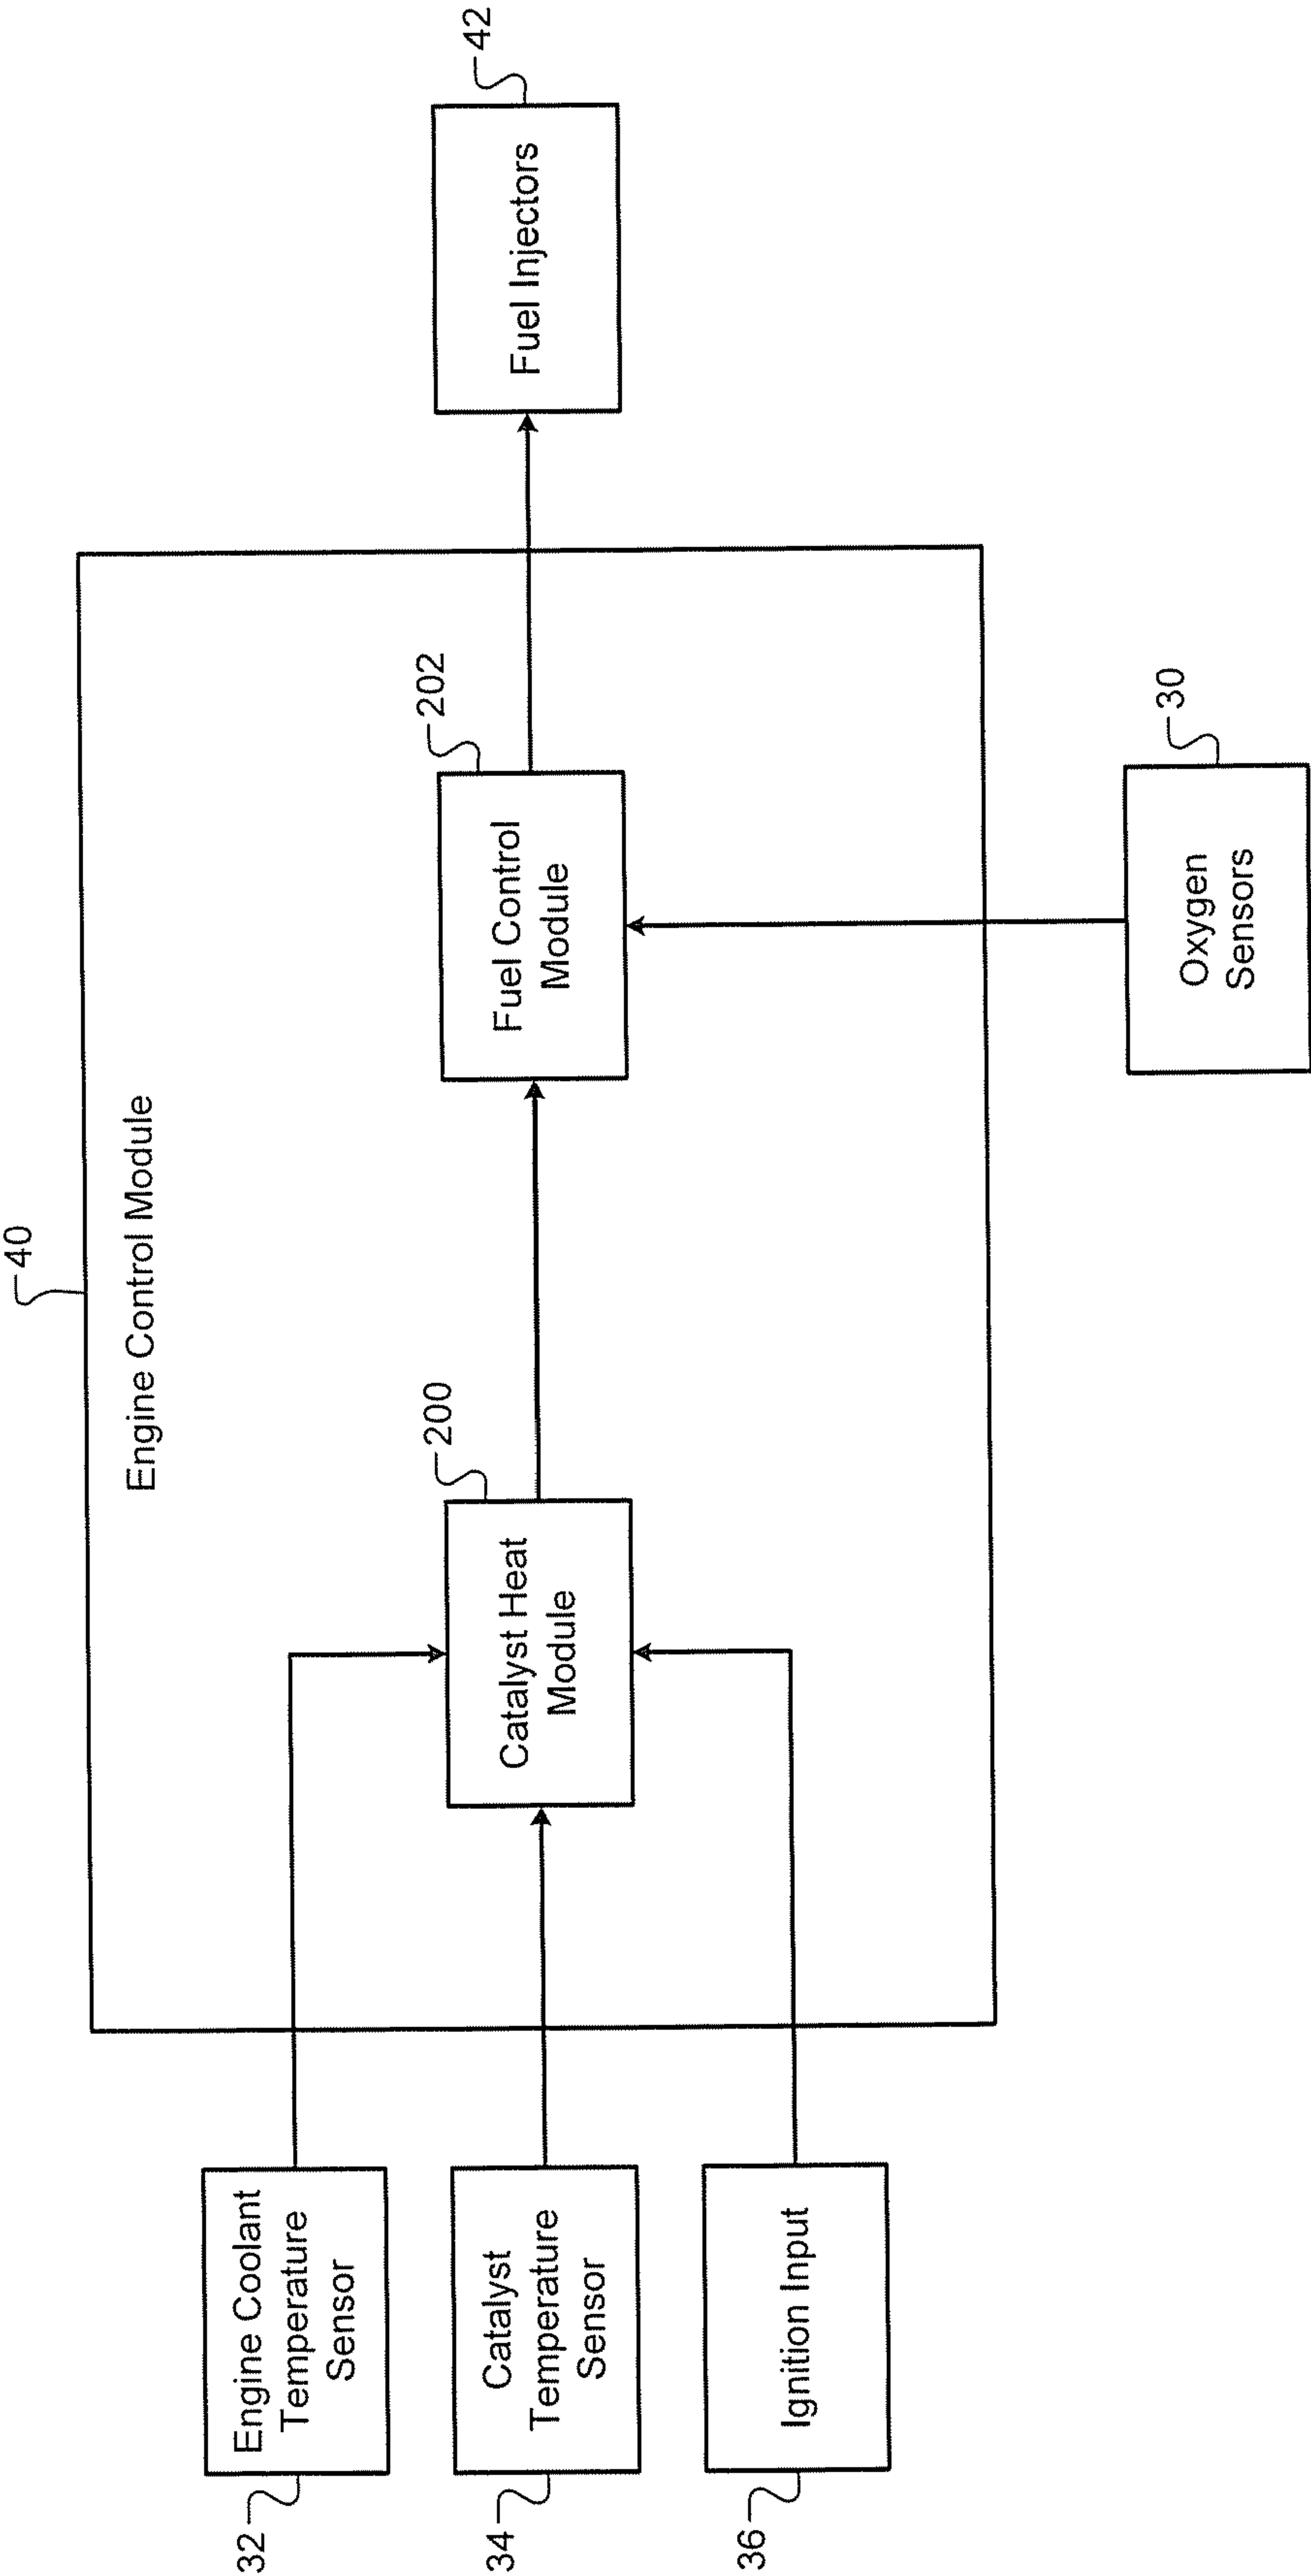 40
Engine Control Module
32
Engine Coolant
Temperature
Sensor
34
Catalyst
Temperature
Sensor
36
Ignition Input
200
Catalyst Heat
Module
202
Fuel Control
Module
42
Fuel Injectors
30
Oxygen
Sensors